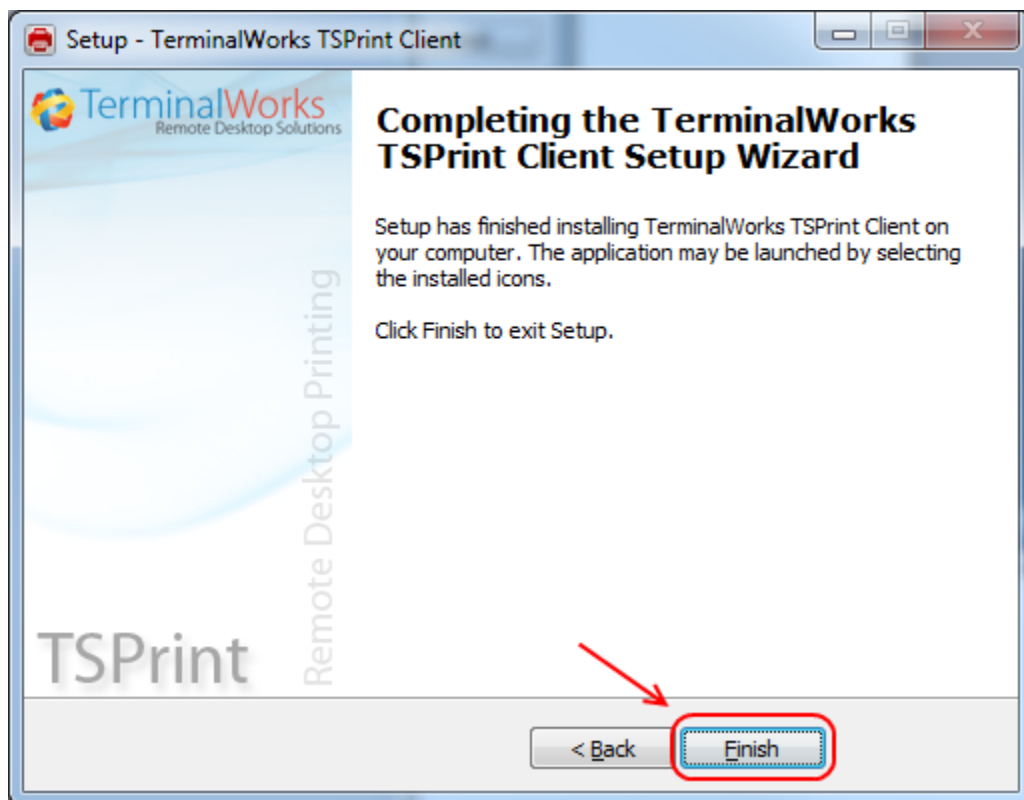 Setup - TerminalWorks TSPrint Client
TerminalWorks
Remote Desktop Solutions
Completing the TerminalWorks
TSPrint Client Setup Wizard
Setup has finished installing TerminalWorks TSPrint Client on
your computer. The application may be launched by selecting
the installed icons.
Click Finish to exit Setup.
Remote Desktop Printing
TSPrint
< Back
Finish